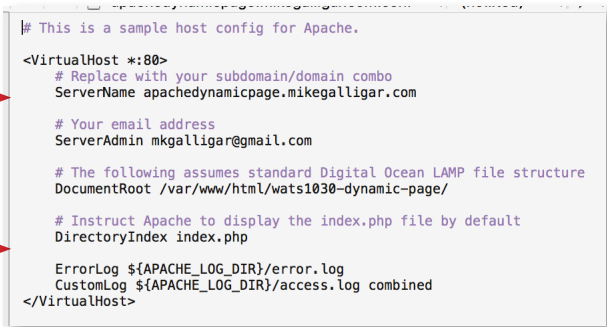 # This is a sample host config for Apache.
<VirtualHost *:80>
# Replace with your subdomain/domain combo
ServerName apachedynamicpage.mikegalligar.com
# Your email address
ServerAdmin mkgalligar@gmail.com
# The following assumes standard Digital Ocean LAMP file structure
DocumentRoot /var/www/html/wats1030-dynamic-page/
# Instruct Apache to display the index.php file by default
DirectoryIndex index.php
ErrorLog ${APACHE_LOG_DIR}/error.log
CustomLog ${APACHE_LOG_DIR}/access.log combined
</VirtualHost>